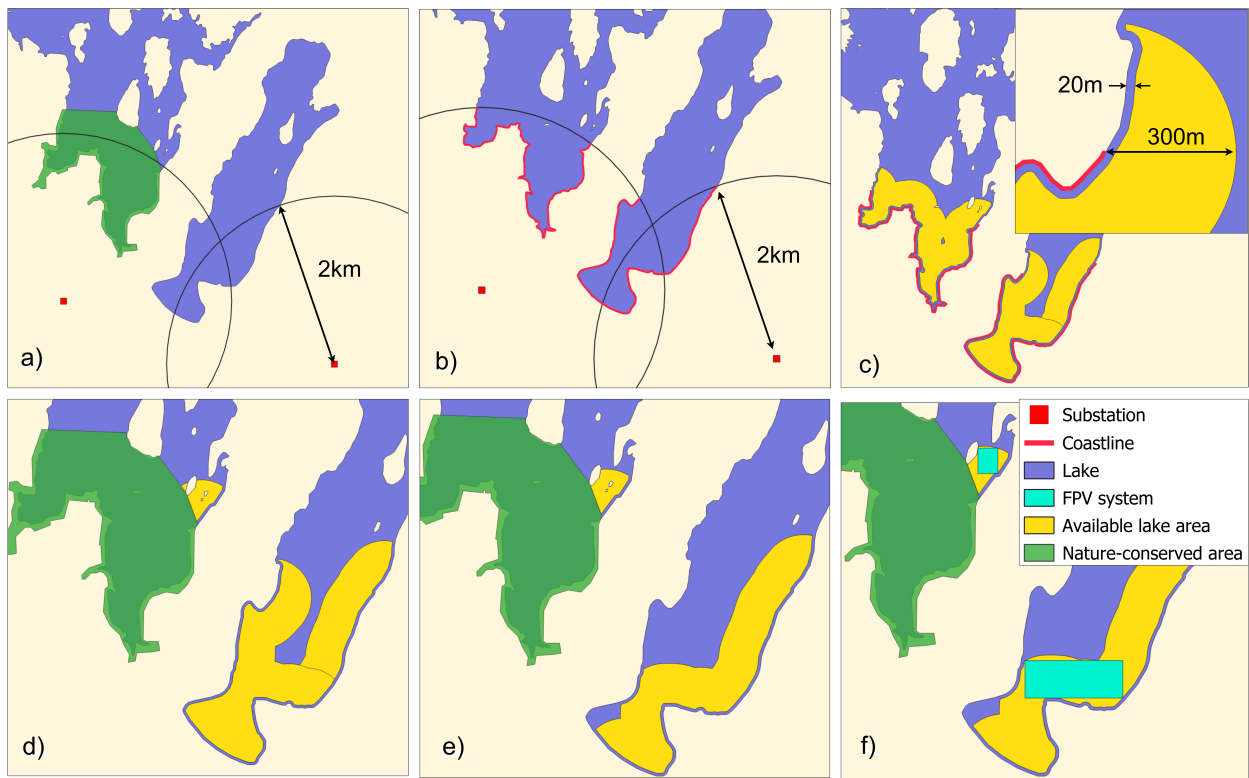 a)
2km
b)
2km
c)
20m
300m
d)
e)
f)
Substation
Coastline
Lake
FPV system
Available lake area
Nature-conserved area